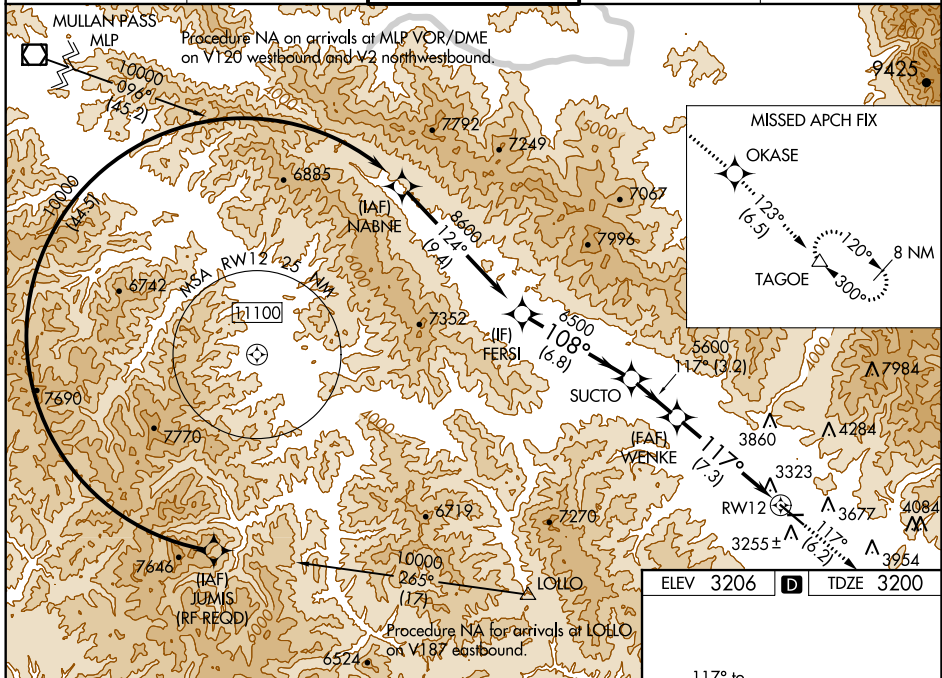 MULLAN PASS
MLP
Procedure NA on arrivals at MLP VOR/DME
on V120 westbound and V2 northwestbound.
10000
096°
(45.2)
9425
7792
7249
5000
MISSED APCH FIX
OKASE
123°
(6.5)
120°
8 NM
TAGOE
300°
6885
10000
(44.5)
(IAF)
NABNE
7067
8600
124°
(9.4)
7996
6742
MSA RW12 25 NM
11100
7352
(IF)
FERSI
6500
108°
(6.8)
5600
117° (3.2)
SUCTO
7984
7690
7770
4000
(FAF)
WENKE
3860
4284
117°
(7.3)
3323
RW12
3677
4084
6719
7270
3255±
117°
(6.2)
3954
7646
(IAF)
JUMIS
(RF REQD)
10000
265°
(17)
LOLLO
ELEV 3206
D
TDZE 3200
Procedure NA for arrivals at LOLLO
on V187 eastbound.
6524
117° to